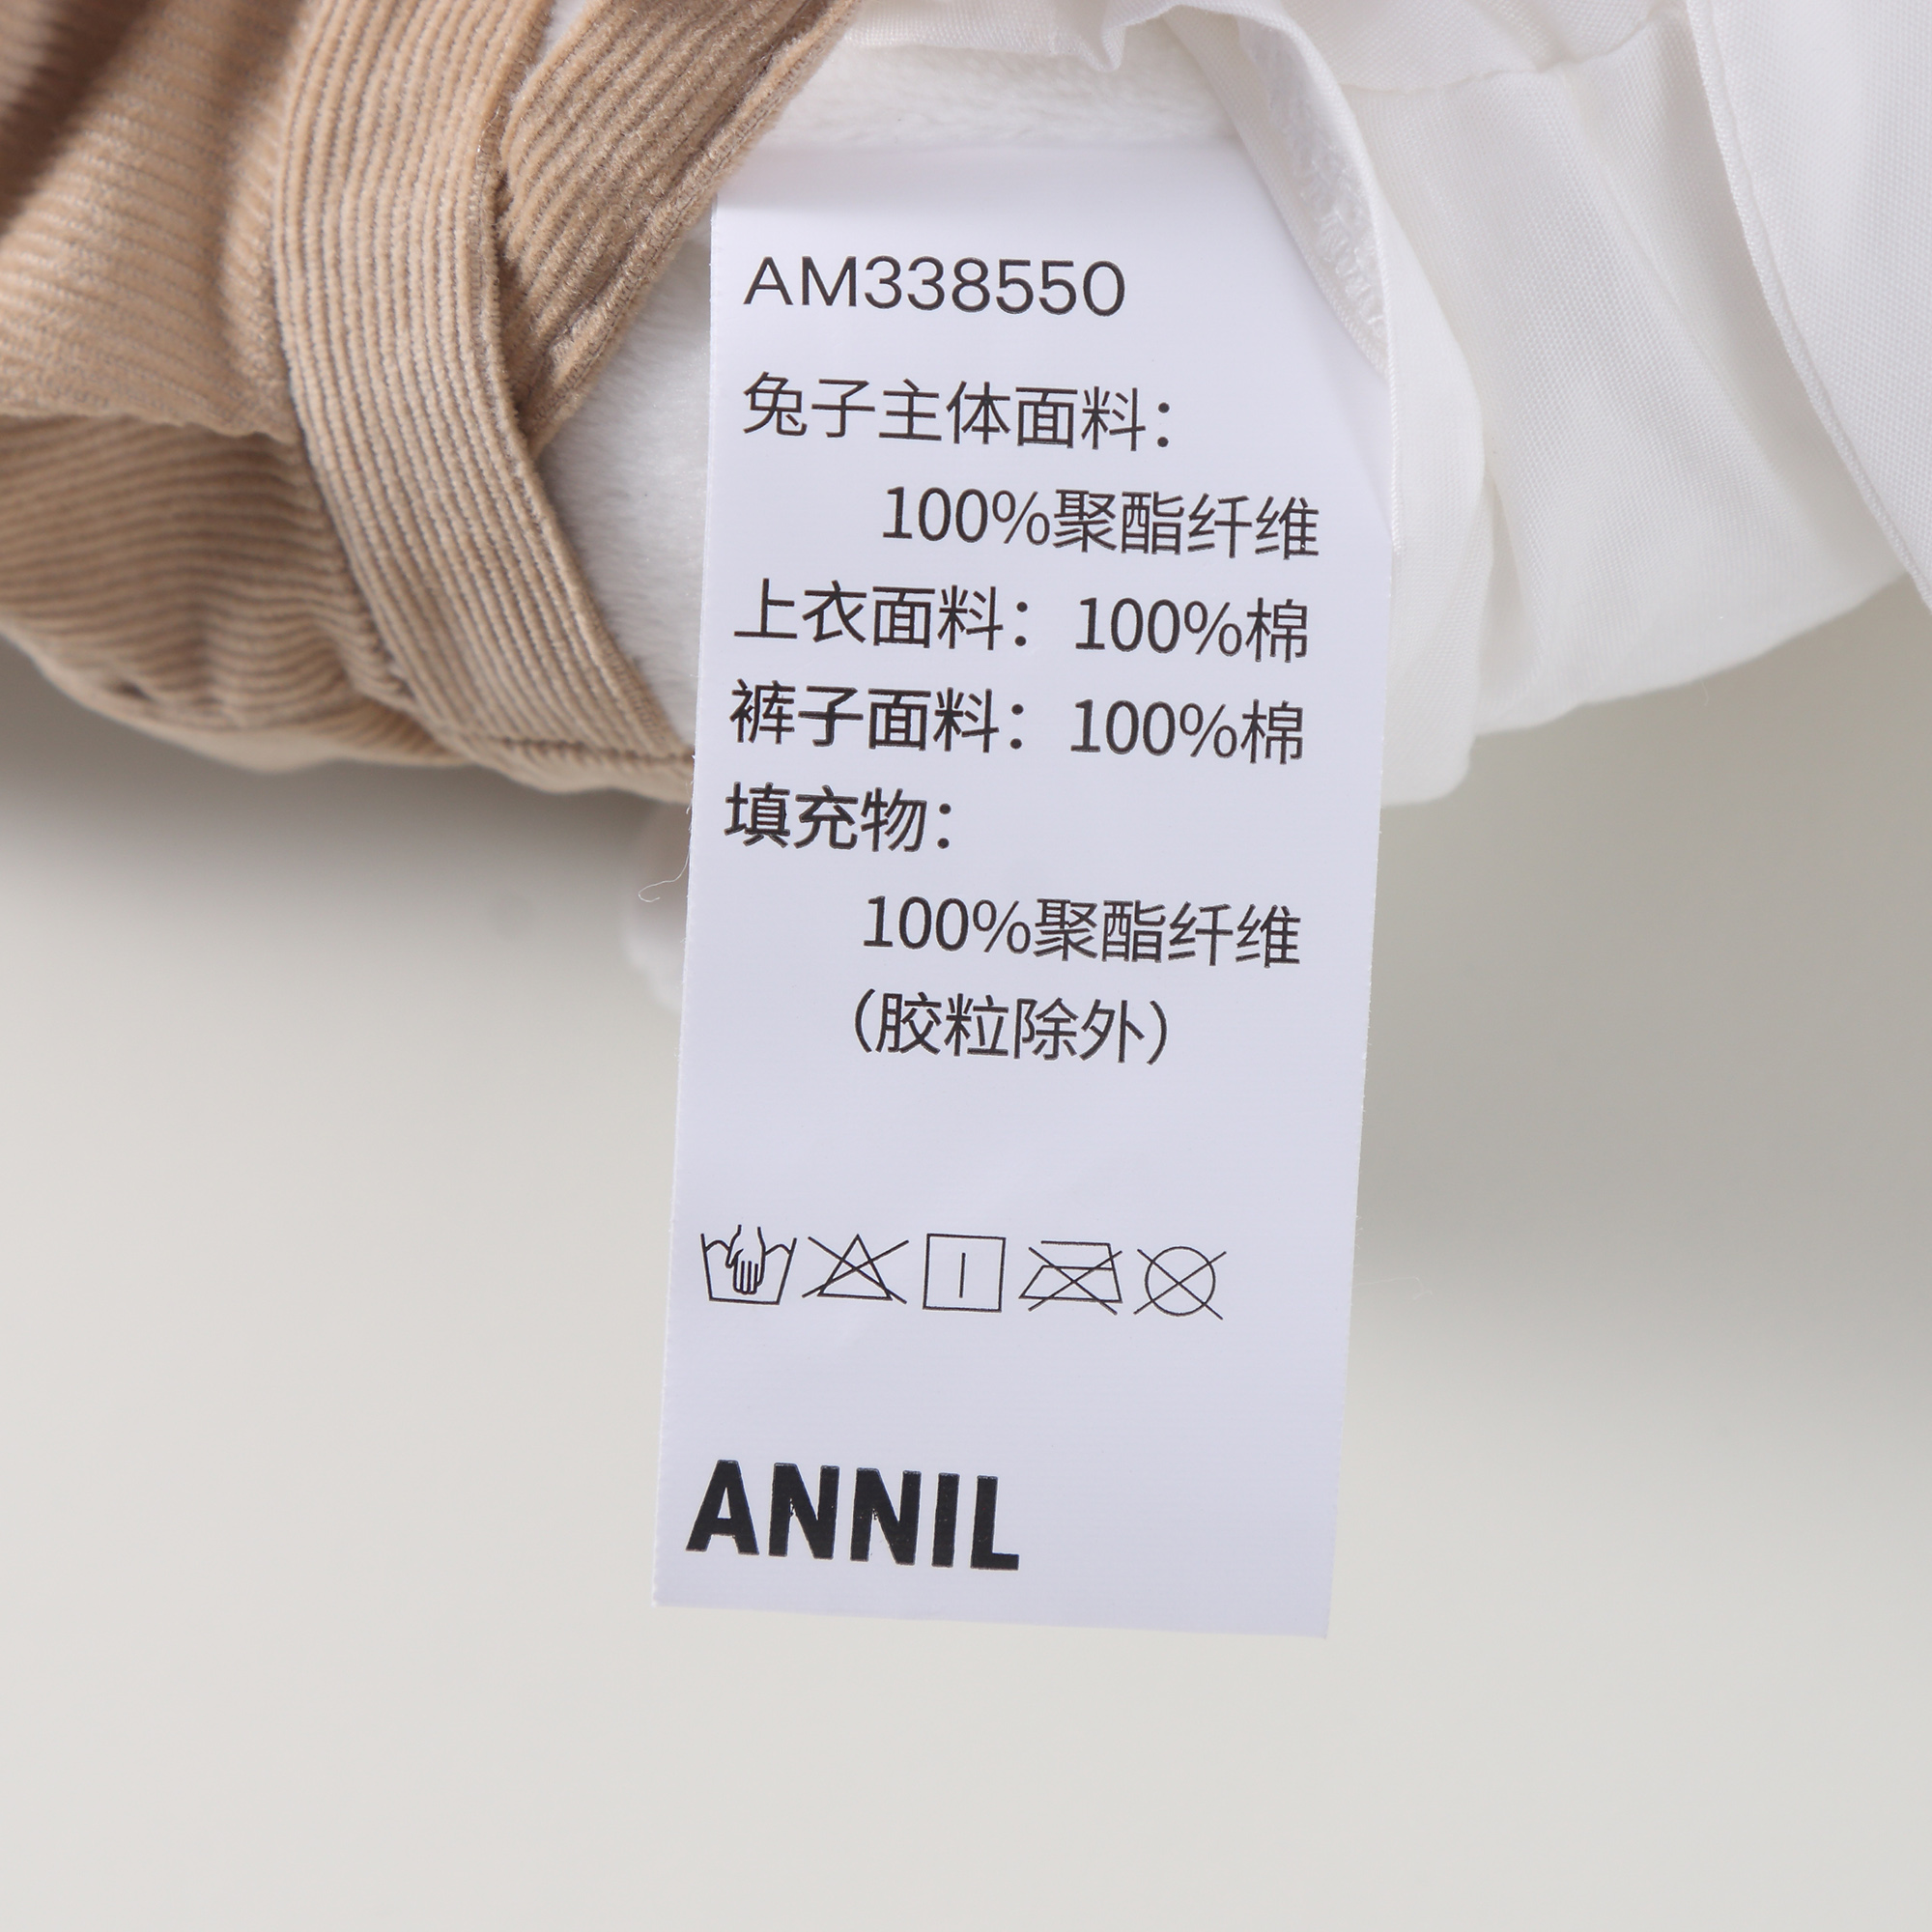 AM338550
兔子主体面料：
100%聚酯纤维
上衣面料：100%棉
裤子面料：100%棉
填充物：
100%聚酯纤维
（胶粒除外）
ANNIL